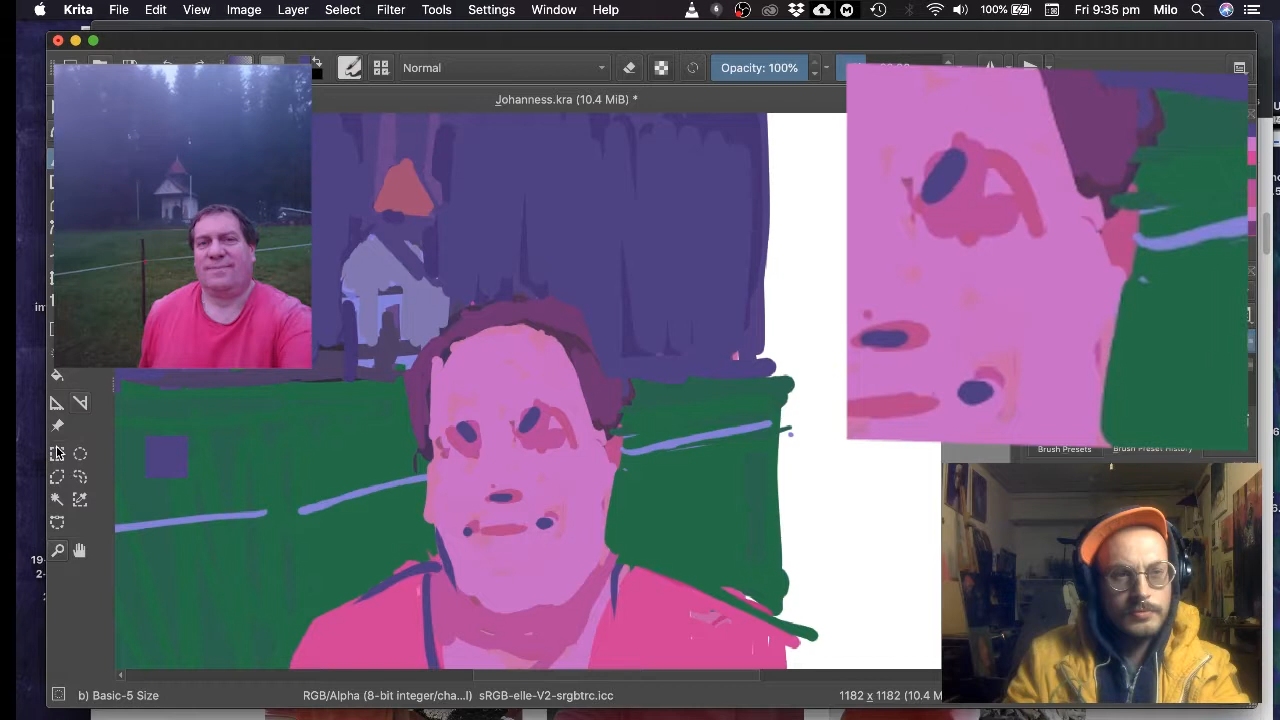 Krita File Edit View Image Layer Select Filter Tools Settings Window Help 6 100% Fri 9:35 pm Milo
Normal Opacity: 100%
Johanness.kra (10.4 MiB) *
Brush Presets Brush Preset History
b) Basic-5 Size RGB/Alpha (8-bit integer/cha...l) sRGB-elle-V2-srgbtrc.icc 1182 x 1182 (10.4 M